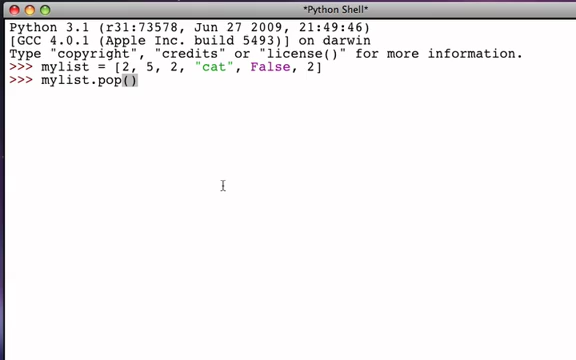 *Python Shell*
Python 3.1 (r31:73578, Jun 27 2009, 21:49:46)
[GCC 4.0.1 (Apple Inc. build 5493)] on darwin
Type "copyright", "credits" or "license()" for more information.
>>> mylist = [2, 5, 2, "cat", False, 2]
>>> mylist.pop()